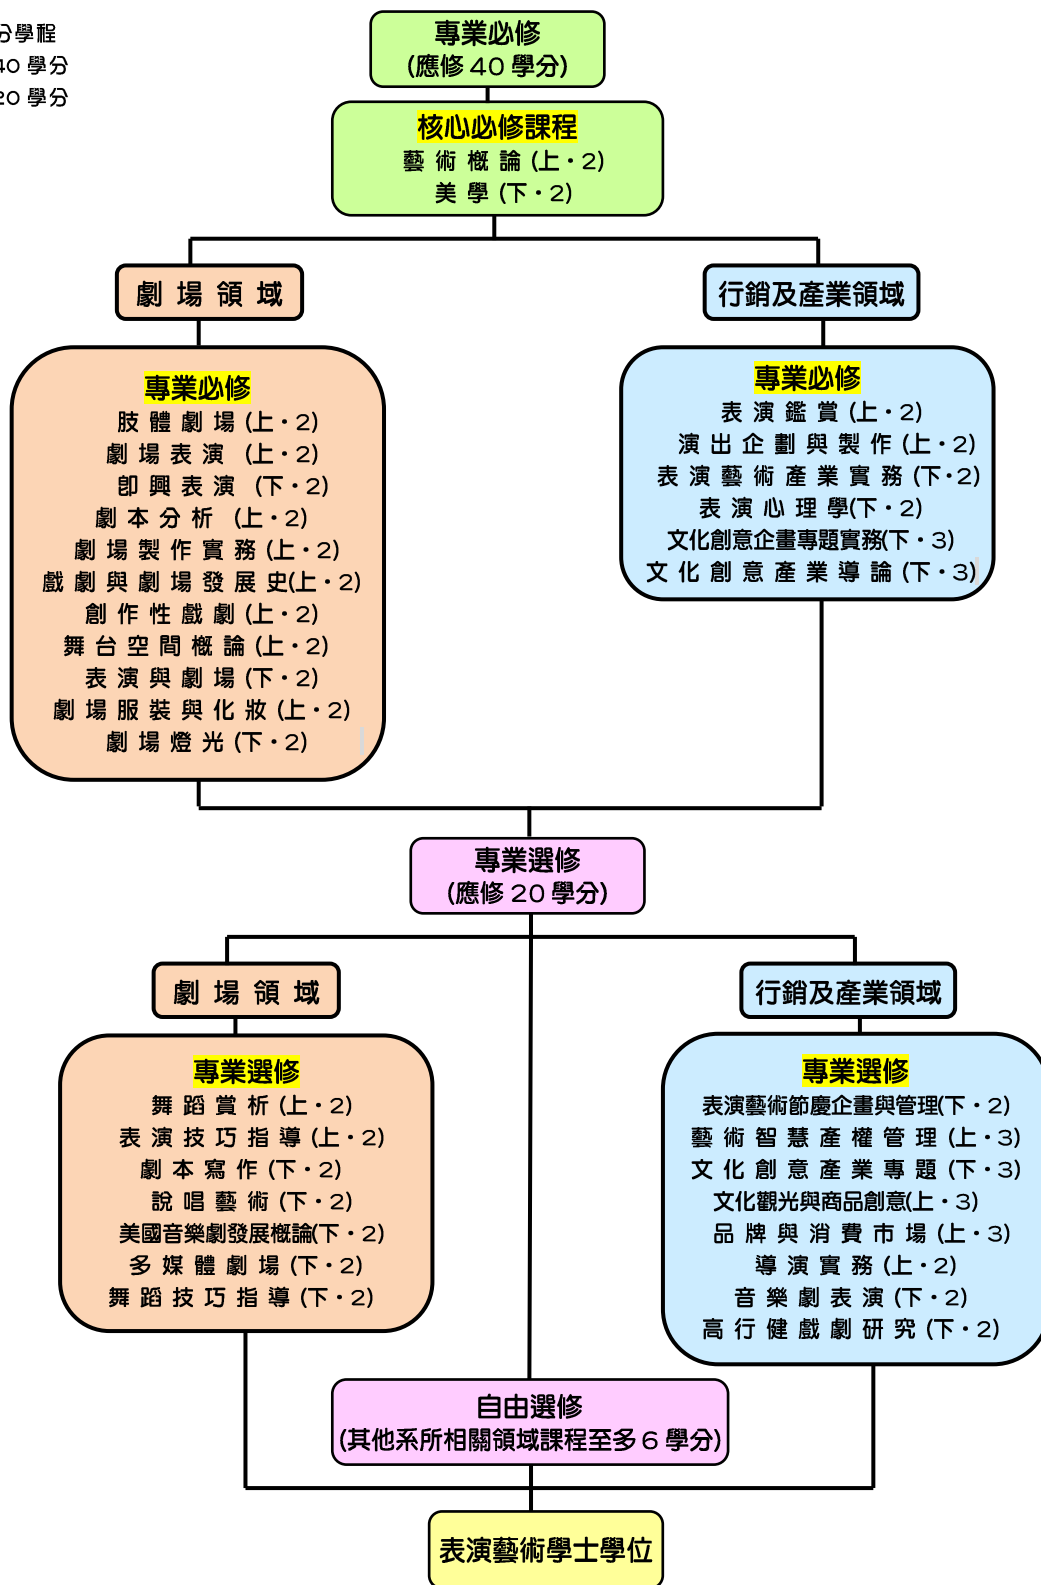 分學程
40 學分
20 學分
專業必修
(應修 40 學分)
核心必修課程
藝 術 概 論 (上・2)
美 學 (下・2)
劇 場 領 域
行銷及產業領域
專業必修
肢 體 劇 場 (上・2)
劇 場 表 演 (上・2)
即 興 表 演 (下・2)
劇 本 分 析 (上・2)
劇 場 製 作 實 務 (上・2)
戲 劇 與 劇 場 發 展 史(上・2)
創 作 性 戲 劇 (上・2)
舞 台 空 間 概 論 (上・2)
表 演 與 劇 場 (下・2)
劇 場 服 裝 與 化 妝 (上・2)
劇 場 燈 光 (下・2)
專業必修
表 演 鑑 賞 (上・2)
演 出 企 劃 與 製 作 (上・2)
表 演 藝 術 產 業 實 務 (下・2)
表 演 心 理 學(下・2)
文化創意企畫專題實務(下・3)
文 化 創 意 產 業 導 論 (下・3)
專業選修
(應修 20 學分)
劇 場 領 域
行銷及產業領域
專業選修
舞 蹈 賞 析 (上・2)
表 演 技 巧 指 導 (上・2)
劇 本 寫 作 (下・2)
說 唱 藝 術 (下・2)
美國音樂劇發展概論(下・2)
多 媒 體 劇 場 (下・2)
舞 蹈 技 巧 指 導 (下・2)
專業選修
表演藝術節慶企畫與管理(下・2)
藝 術 智 慧 產 權 管 理 (上・3)
文 化 創 意 產 業 專 題 (下・3)
文化觀光與商品創意(上・3)
品 牌 與 消 費 市 場 (上・3)
導 演 實 務 (上・2)
音 樂 劇 表 演 (下・2)
高 行 健 戲 劇 研 究 (下・2)
自由選修
(其他系所相關領域課程至多 6 學分)
表演藝術學士學位